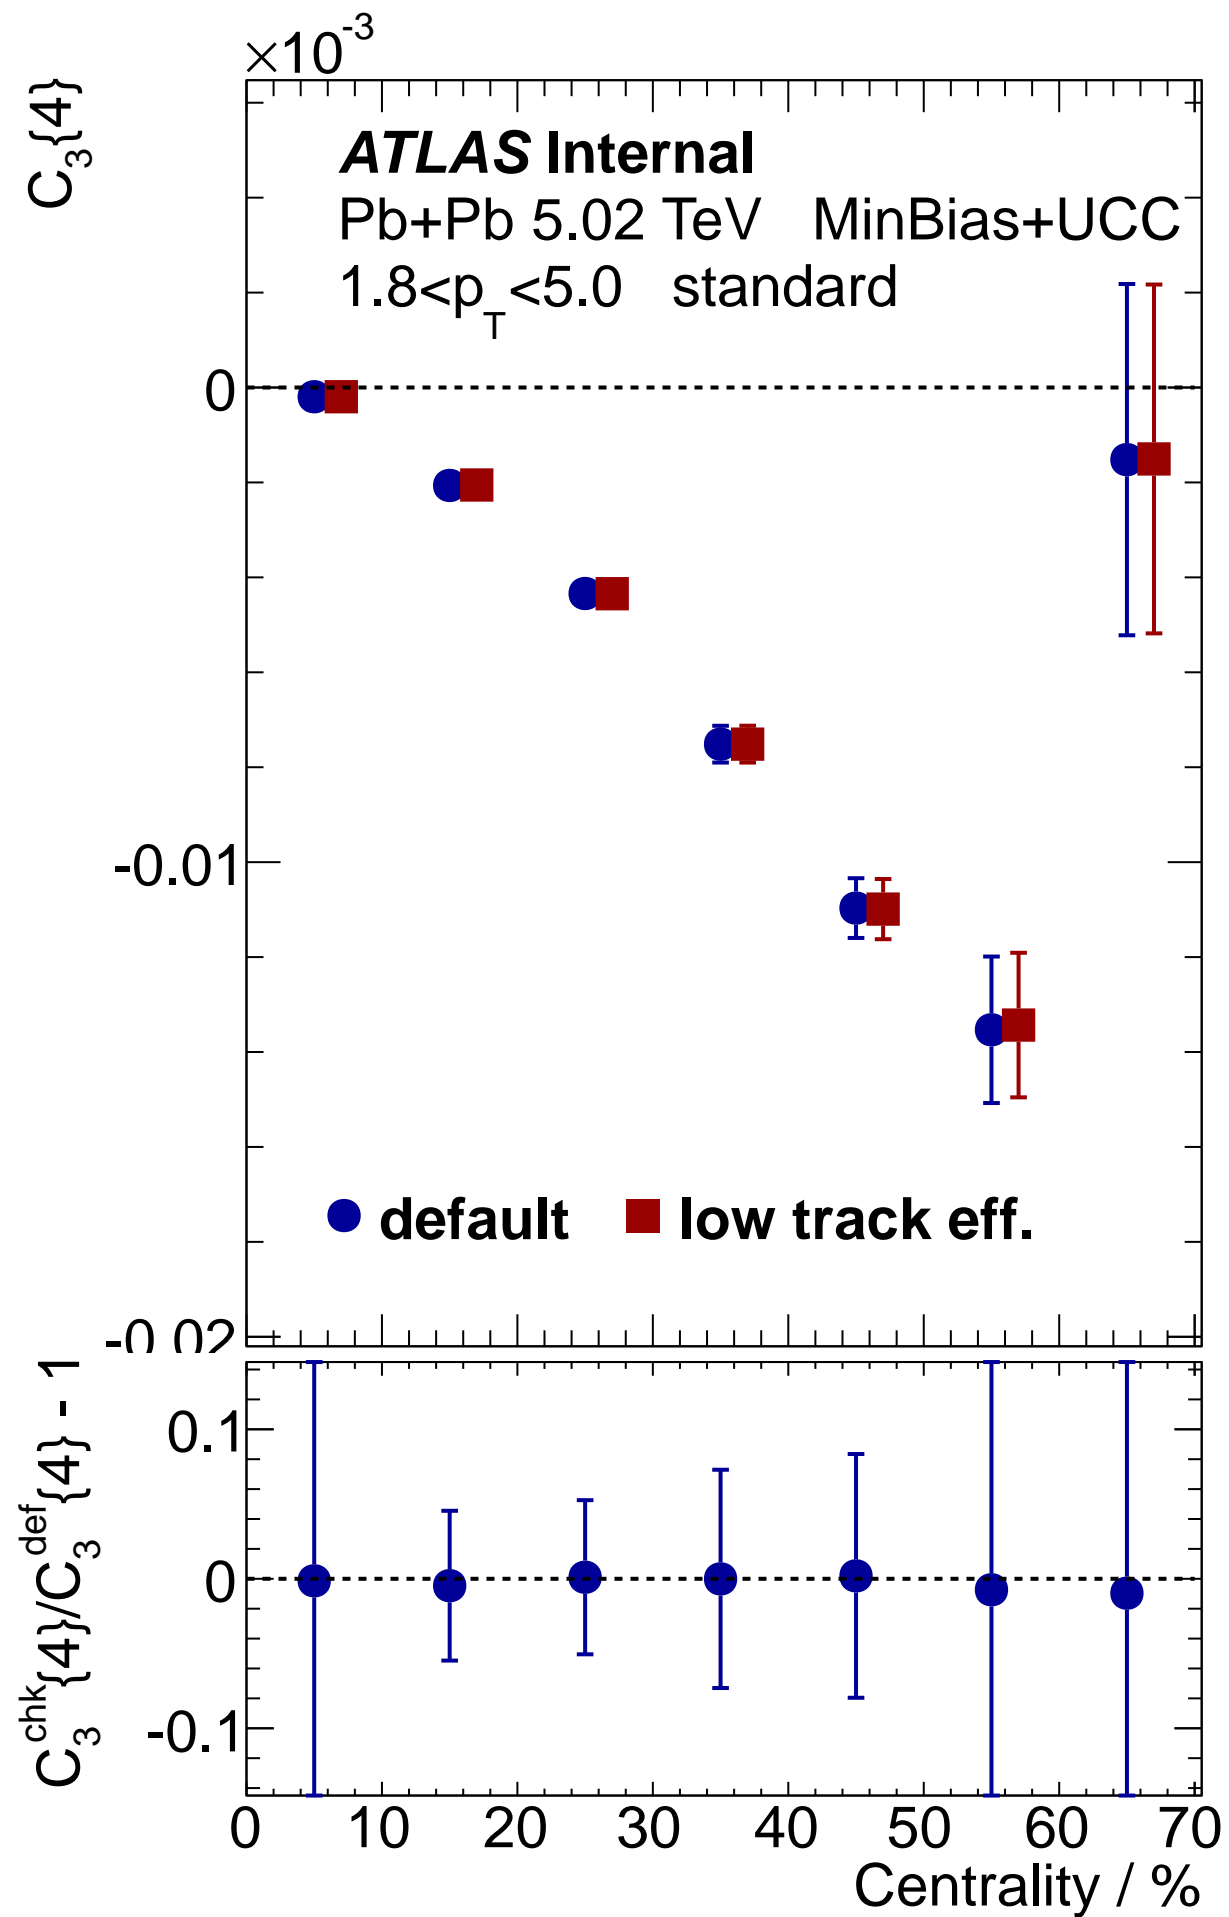 ×10^-3
C_3{4}
ATLAS Internal
Pb+Pb 5.02 TeV MinBias+UCC
1.8<p_T<5.0 standard
0
-0.01
default low track eff.
-0 02
C_3^chk{4}/C_3^def{4} - 1
0.1
0
-0.1
0 10 20 30 40 50 60 70
Centrality / %